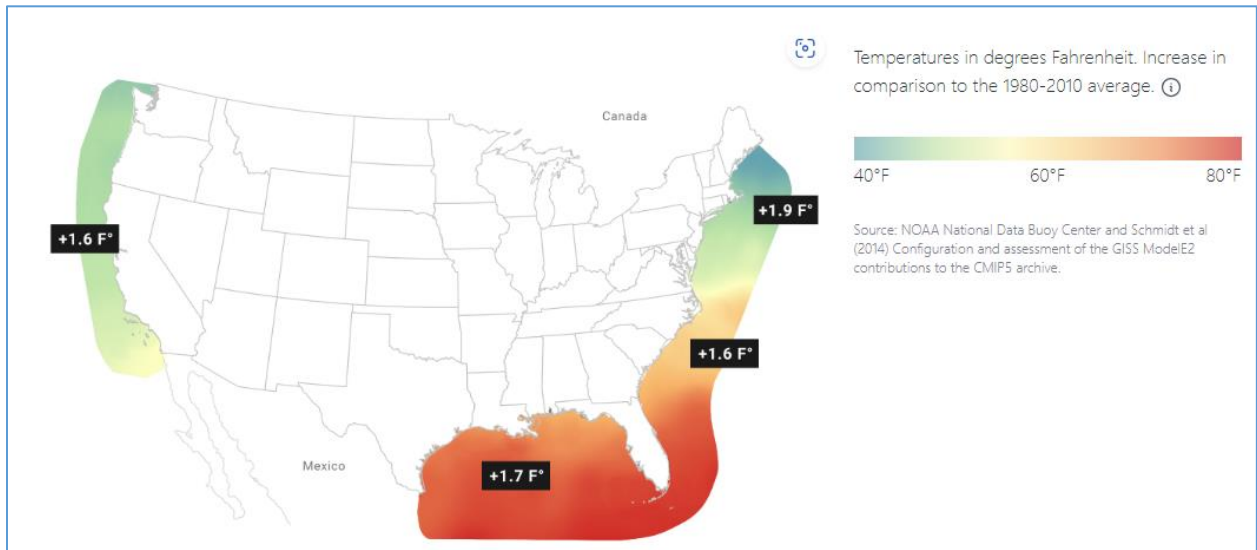 Temperatures in degrees Fahrenheit. Increase in
comparison to the 1980-2010 average. ⓘ
Canada
40°F 60°F 80°F
+1.9 F°
+1.6 F°
Source: NOAA National Data Buoy Center and Schmidt et al
(2014) Configuration and assessment of the GISS ModelE2
contributions to the CMIP5 archive.
+1.6 F°
Mexico
+1.7 F°